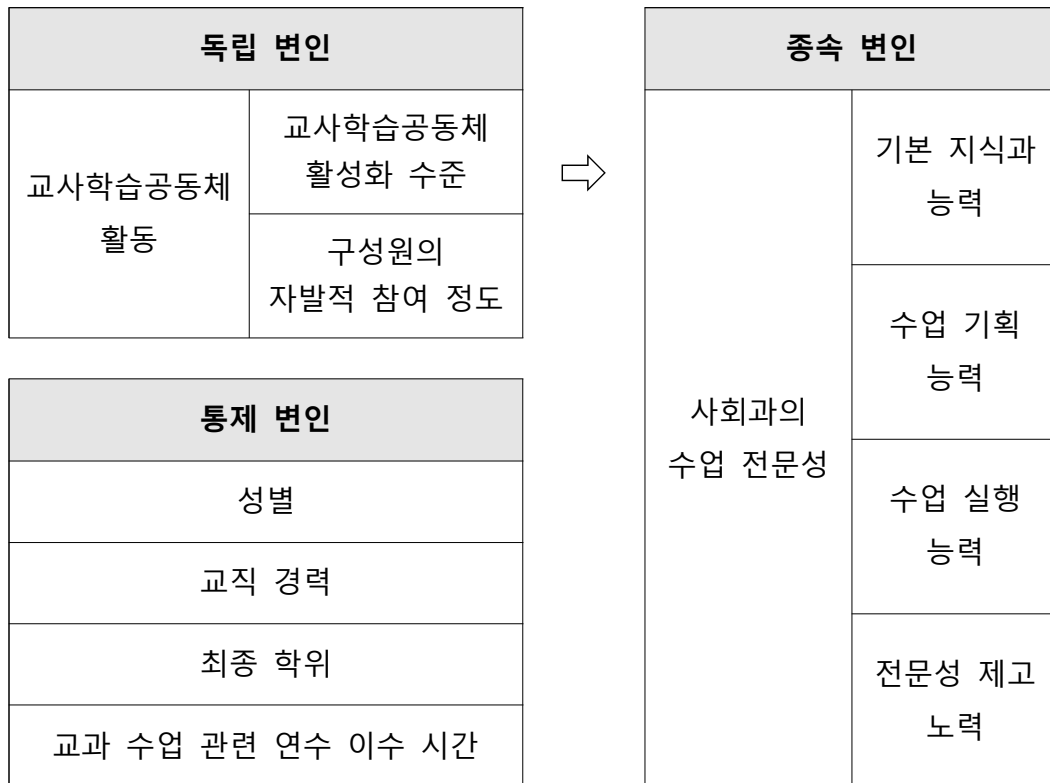 독립 변인
교사학습공동체
활동
교사학습공동체
활성화 수준
구성원의
자발적 참여 정도
통제 변인
성별
교직 경력
최종 학위
교과 수업 관련 연수 이수 시간
종속 변인
사회과의
수업 전문성
기본 지식과
능력
수업 기획
능력
수업 실행
능력
전문성 제고
노력